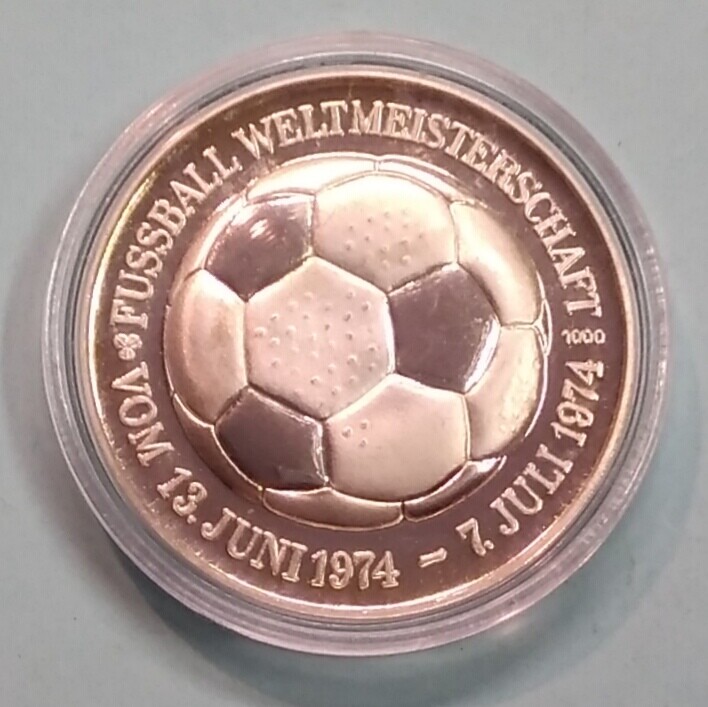 FUSSBALL WELTMEISTERSCHAFT
1000
VOM 13. JUNI 1974 – 7. JULI 1974